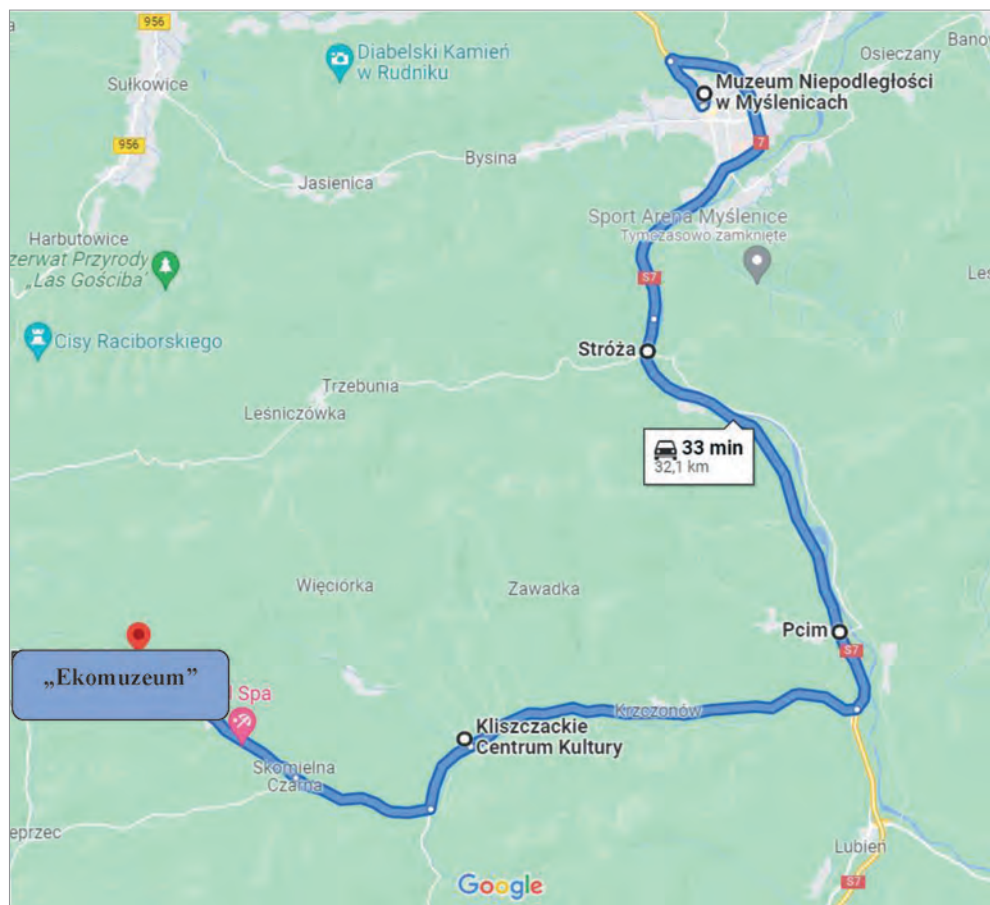 956
Sułkowice
956
Diabelski Kamień
w Rudniku
Osieczany
Banow
Muzeum Niepodległości
w Myślenicach
7
Bysina
Jasienica
Harbutowice
zerwat Przyrody
„Las Gościba”
Sport Arena Myślenice
Tymczasowo zamknięte
S7
Leś
Cisy Raciborskiego
Stróża
Trzebunia
Leśniczówka
33 min
32,1 km
Więciórka
Zawadka
Pcim
S7
„Ekomuzeum”
l Spa
Kliszczackie
Centrum Kultury
Krzczonów
Skomielna
Czarna
eprzec
Lubień
S7
Google